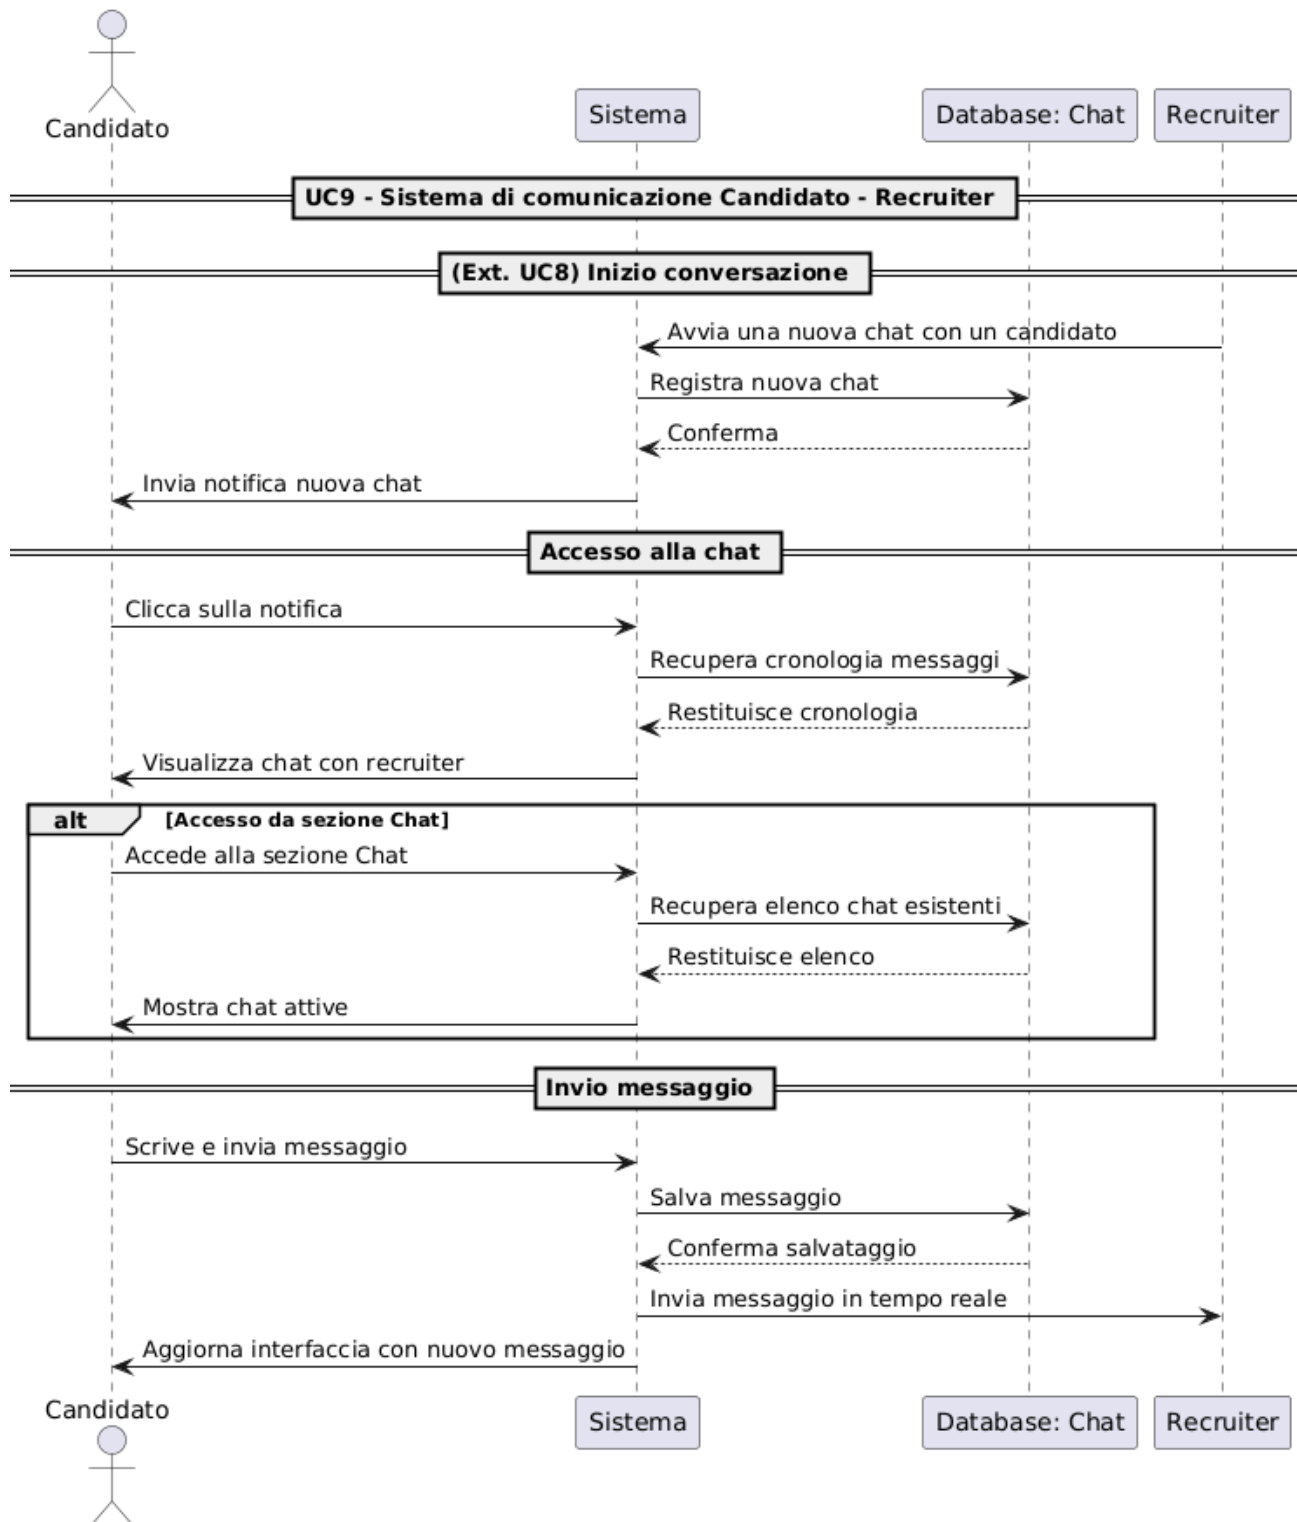 Candidato
Sistema
Database: Chat
Recruiter
UC9 - Sistema di comunicazione Candidato - Recruiter
(Ext. UC8) Inizio conversazione
Avvia una nuova chat con un candidato
Registra nuova chat
Conferma
Invia notifica nuova chat
Accesso alla chat
Clicca sulla notifica
Recupera cronologia messaggi
Restituisce cronologia
Visualizza chat con recruiter
alt
[Accesso da sezione Chat]
Accede alla sezione Chat
Recupera elenco chat esistenti
Restituisce elenco
Mostra chat attive
Invio messaggio
Scrive e invia messaggio
Salva messaggio
Conferma salvataggio
Invia messaggio in tempo reale
Aggiorna interfaccia con nuovo messaggio
Candidato
Sistema
Database: Chat
Recruiter